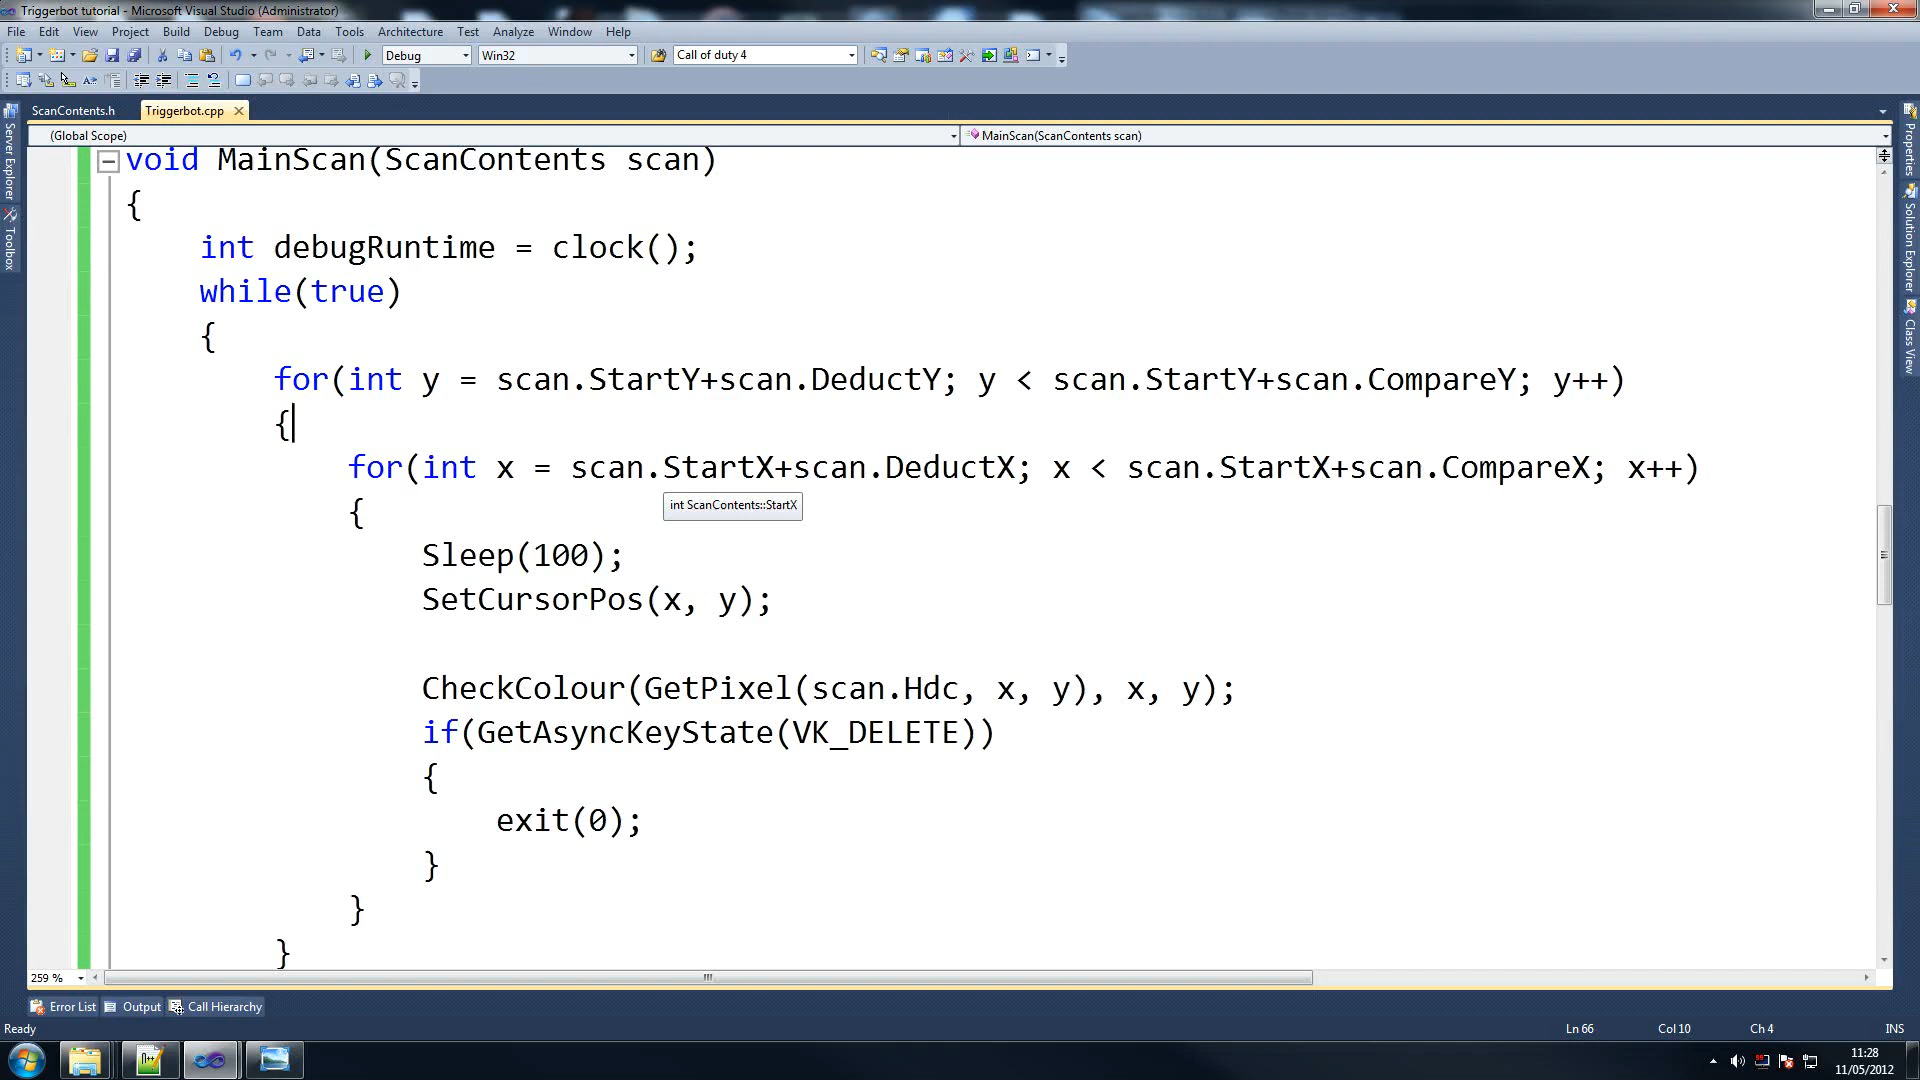 Triggerbot tutorial - Microsoft Visual Studio (Administrator)
File Edit View Project Build Debug Team Data Tools Architecture Test Analyze Window Help
Debug Win32 Call of duty 4
ScanContents.h Triggerbot.cpp
(Global Scope) MainScan(ScanContents scan)
void MainScan(ScanContents scan)
{
int debugRuntime = clock();
while(true)
{
for(int y = scan.StartY+scan.DeductY; y < scan.StartY+scan.CompareY; y++)
{
for(int x = scan.StartX+scan.DeductX; x < scan.StartX+scan.CompareX; x++)
int ScanContents::StartX
{
Sleep(100);
SetCursorPos(x, y);
CheckColour(GetPixel(scan.Hdc, x, y), x, y);
if(GetAsyncKeyState(VK_DELETE))
{
exit(0);
}
}
}
Server Explorer
Toolbox
Properties
Solution Explorer
Class View
259 %
Error List Output Call Hierarchy
Ready Ln 66 Col 10 Ch 4 INS
11:28
11/05/2012